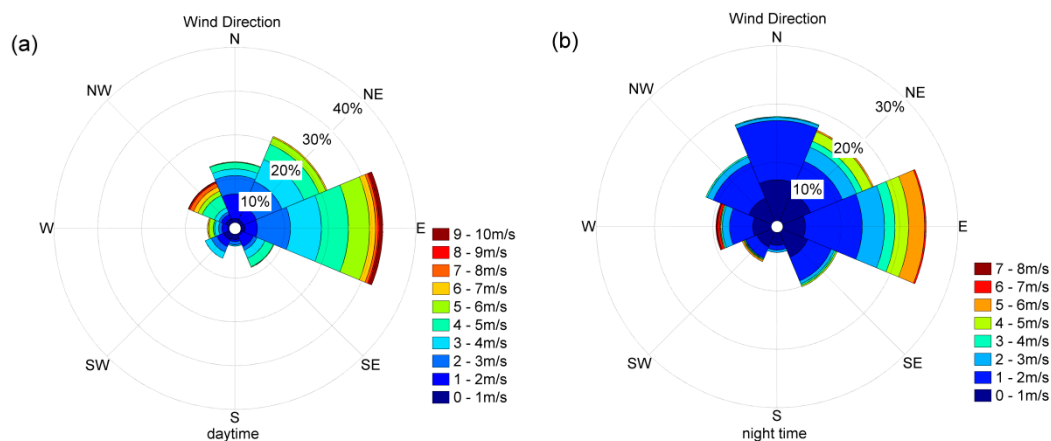 (a)
Wind Direction
N
NW
NE
40%
30%
20%
10%
W
E
SW
SE
S
daytime
9 - 10m/s
8 - 9m/s
7 - 8m/s
6 - 7m/s
5 - 6m/s
4 - 5m/s
3 - 4m/s
2 - 3m/s
1 - 2m/s
0 - 1m/s
(b)
Wind Direction
N
NW
NE
30%
20%
10%
W
E
SW
SE
S
night time
7 - 8m/s
6 - 7m/s
5 - 6m/s
4 - 5m/s
3 - 4m/s
2 - 3m/s
1 - 2m/s
0 - 1m/s